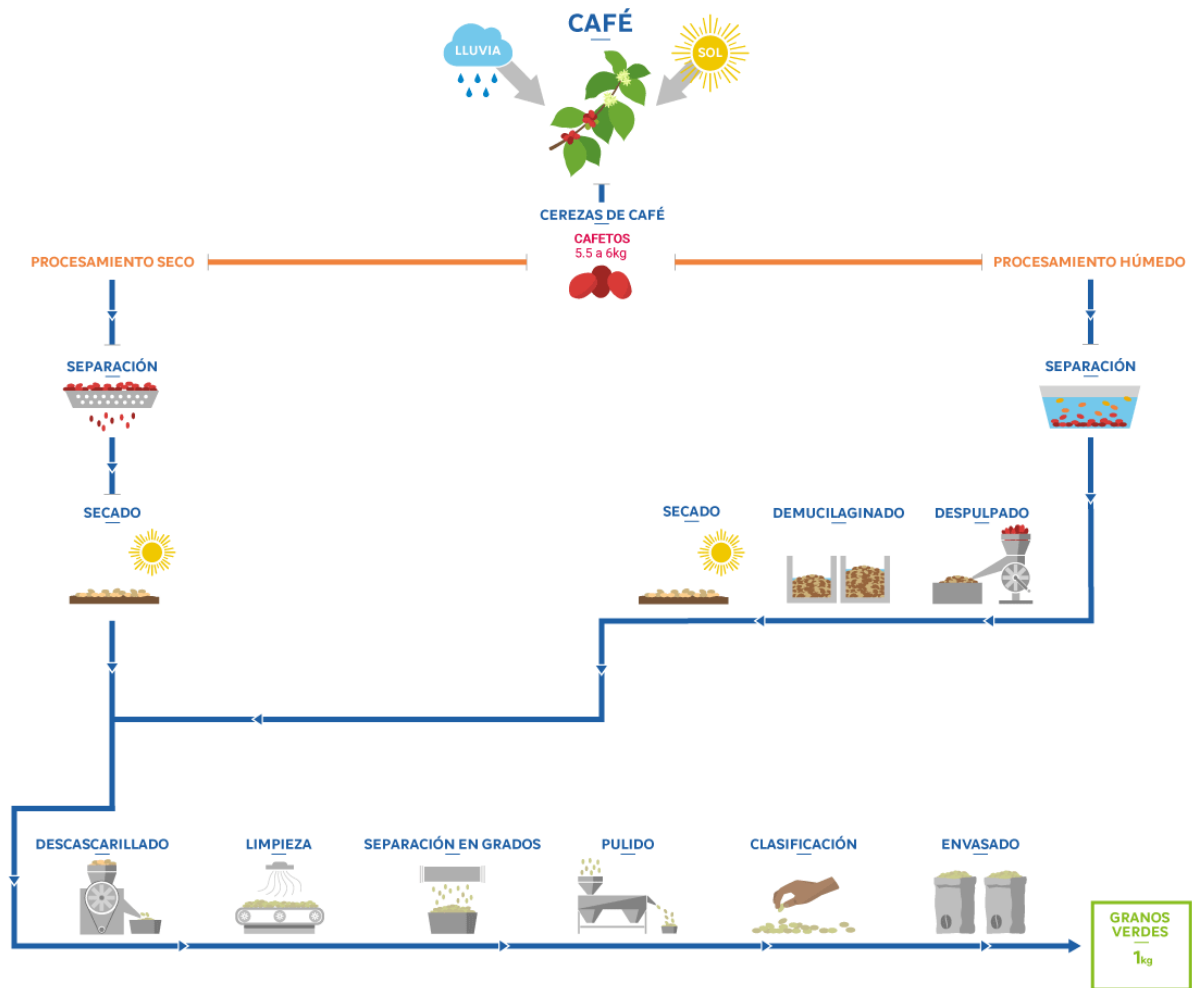 CAFÉ
LLUVIA
SOL
CEREZAS DE CAFÉ
CAFETOS
5.5 a 6kg
PROCESAMIENTO SECO
PROCESAMIENTO HÚMEDO
SEPARACIÓN
SEPARACIÓN
SECADO
SECADO
DEMUCILAGINADO
DESPULPADO
DESCASCARILLADO
LIMPIEZA
SEPARACIÓN EN GRADOS
PULIDO
CLASIFICACIÓN
ENVASADO
GRANOS
VERDES
1kg